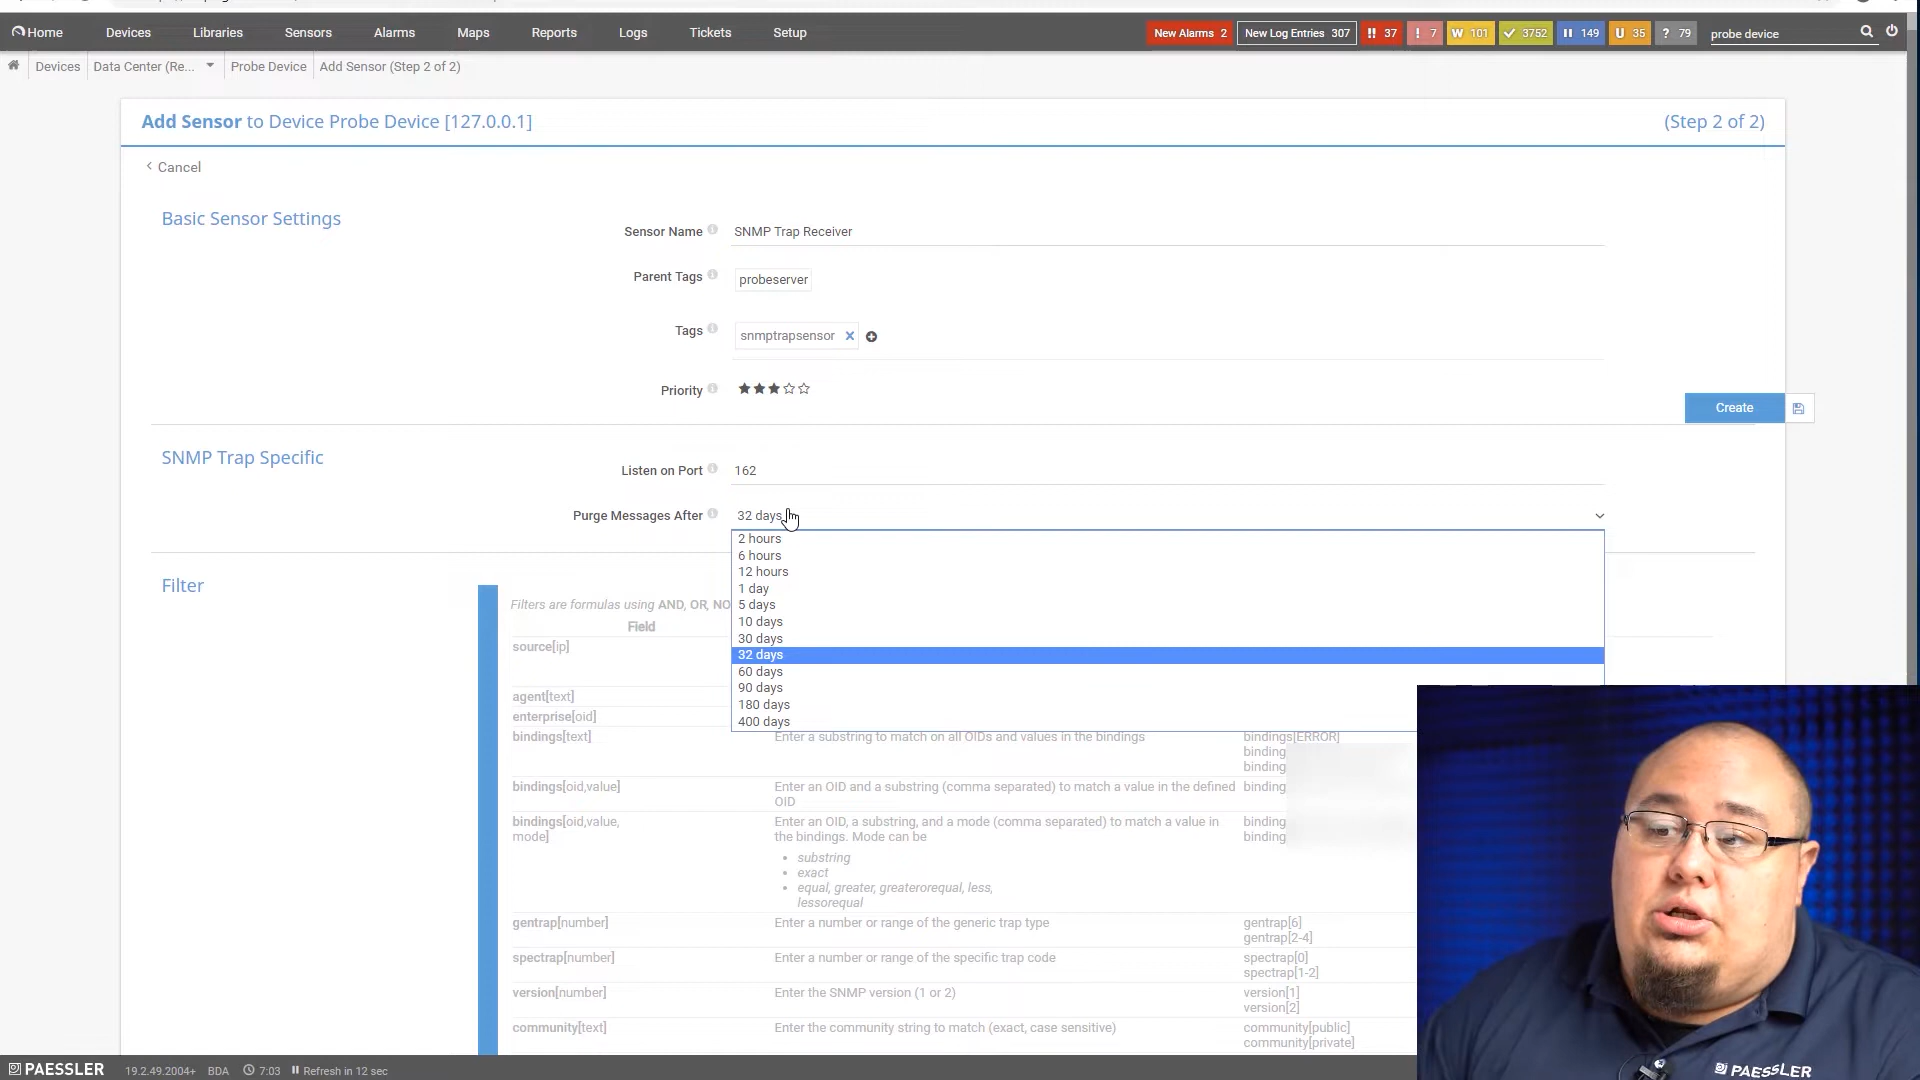 Home Devices Libraries Sensors Alarms Maps Reports Logs Tickets Setup New Alarms 2 New Log Entries 307 !! 37 ! 7 W 101 3752 149 U 35 ? 79 probe device
Devices Data Center (Re... Probe Device Add Sensor (Step 2 of 2)
Add Sensor to Device Probe Device [127.0.0.1] (Step 2 of 2)
Cancel
Basic Sensor Settings
Sensor Name SNMP Trap Receiver
Parent Tags probeserver
Tags snmptrapsensor
Priority
Create
SNMP Trap Specific
Listen on Port 162
Purge Messages After 32 days
2 hours
6 hours
12 hours
1 day
5 days
10 days
30 days
32 days
60 days
90 days
180 days
400 days
Filter
Filters are formulas using AND, OR, NO
Field
source[ip]
agent[text]
enterprise[oid]
bindings[text] Enter a substring to match on all OIDs and values in the bindings bindings[ERROR]
binding
binding
bindings[oid,value] Enter an OID and a substring (comma separated) to match a value in the defined binding
OID
bindings[oid,value, Enter an OID, a substring, and a mode (comma separated) to match a value in binding
mode] the bindings. Mode can be binding
• substring
• exact
• equal, greater, greaterorequal, less,
lessorequal
gentrap[number] Enter a number or range of the generic trap type gentrap[6]
gentrap[2-4]
spectrap[number] Enter a number or range of the specific trap code spectrap[0]
spectrap[1-2]
version[number] Enter the SNMP version (1 or 2) version[1]
version[2]
community[text] Enter the community string to match (exact, case sensitive) community[public]
community[private]
PAESSLER 19.2.49.2004+ BDA 7:03 Refresh in 12 sec
PAESSLER